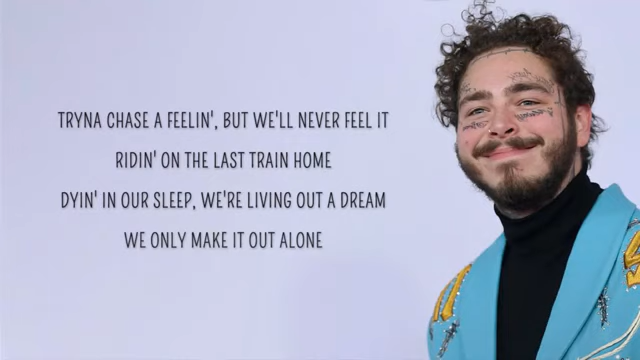 TRYNA CHASE A FEELIN', BUT WE'LL NEVER FEEL IT
RIDIN' ON THE LAST TRAIN HOME
DYIN' IN OUR SLEEP, WE'RE LIVING OUT A DREAM
WE ONLY MAKE IT OUT ALONE